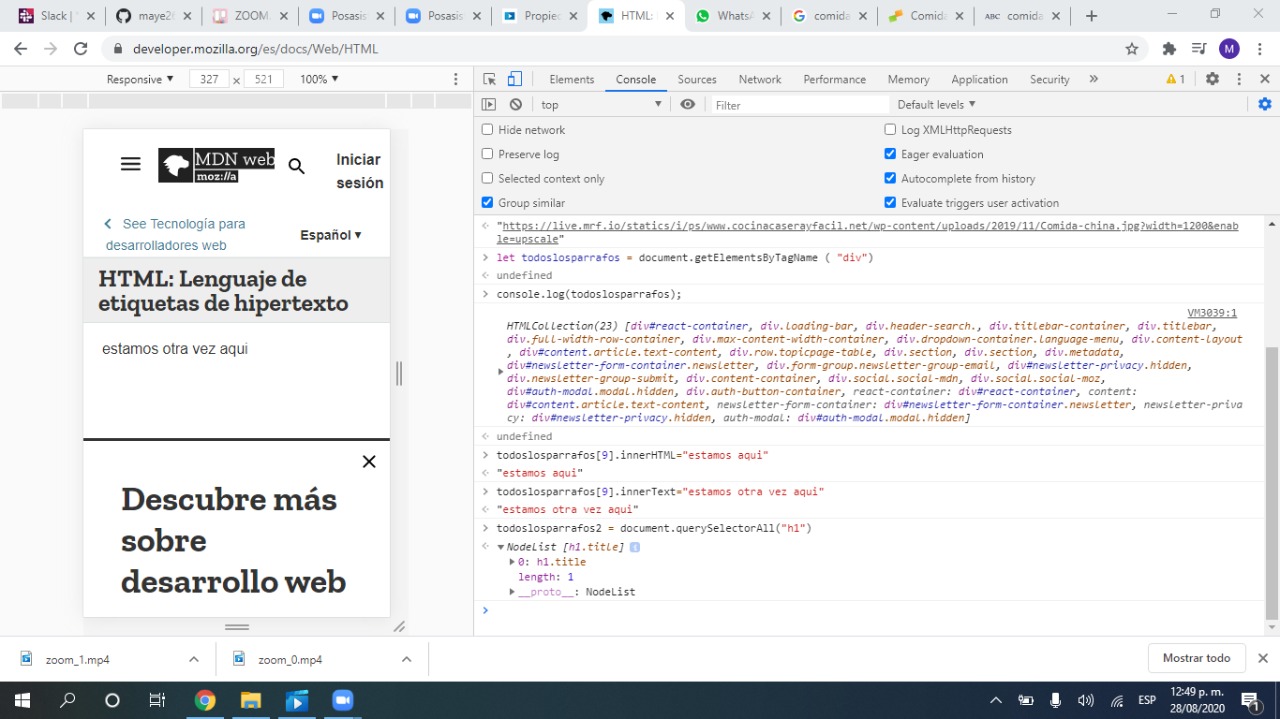 Slack |
maye2
ZOOM
Posasis
Posasis
Propied
HTML:
WhatsA
comida
Comida
ABC comida
developer.mozilla.org/es/docs/Web/HTML
M
Responsive ▼ 327 x 521 100% ▼
Elements Console Sources Network Performance Memory Application Security » 1
top ▼ Filter Default levels ▼
Hide network
Log XMLHttpRequests
Preserve log
Eager evaluation
Selected context only
Autocomplete from history
Group similar
Evaluate triggers user activation
MDN web
moz://a
Iniciar
sesión
See Tecnología para
desarrolladores web
Español ▼
HTML: Lenguaje de
etiquetas de hipertexto
estamos otra vez aqui
Descubre más
sobre
desarrollo web
"https://live.mrf.io/statics/i/ps/www.cocinacaserayfacil.net/wp-content/uploads/2019/11/Comida-china.jpg?width=1200&enab
le=upscale"
let todoslosparrafos = document.getElementsByTagName ( "div")
undefined
console.log(todoslosparrafos);
VM3039:1
HTMLCollection(23) [div#react-container, div.loading-bar, div.header-search., div.titlebar-container, div.titlebar,
div.full-width-row-container, div.max-content-width-container, div.dropdown-container.language-menu, div.content-layout
, div#content.article.text-content, div.row.topicpage-table, div.section, div.section, div.metadata,
div#newsletter-form-container.newsletter, div.form-group.newsletter-group-email, div#newsletter-privacy.hidden,
div.newsletter-group-submit, div.content-container, div.social.social-mdn, div.social.social-moz,
div#auth-modal.modal.hidden, div.auth-button-container, react-container: div#react-container, content:
div#content.article.text-content, newsletter-form-container: div#newsletter-form-container.newsletter, newsletter-priva
cy: div#newsletter-privacy.hidden, auth-modal: div#auth-modal.modal.hidden]
undefined
todoslosparrafos[9].innerHTML="estamos aqui"
"estamos aqui"
todoslosparrafos[9].innerText="estamos otra vez aqui"
"estamos otra vez aqui"
todoslosparrafos2 = document.querySelectorAll("h1")
NodeList [h1.title] i
0: h1.title
length: 1
__proto__: NodeList
zoom_1.mp4
zoom_0.mp4
Mostrar todo
ESP
12:49 p. m.
28/08/2020
1